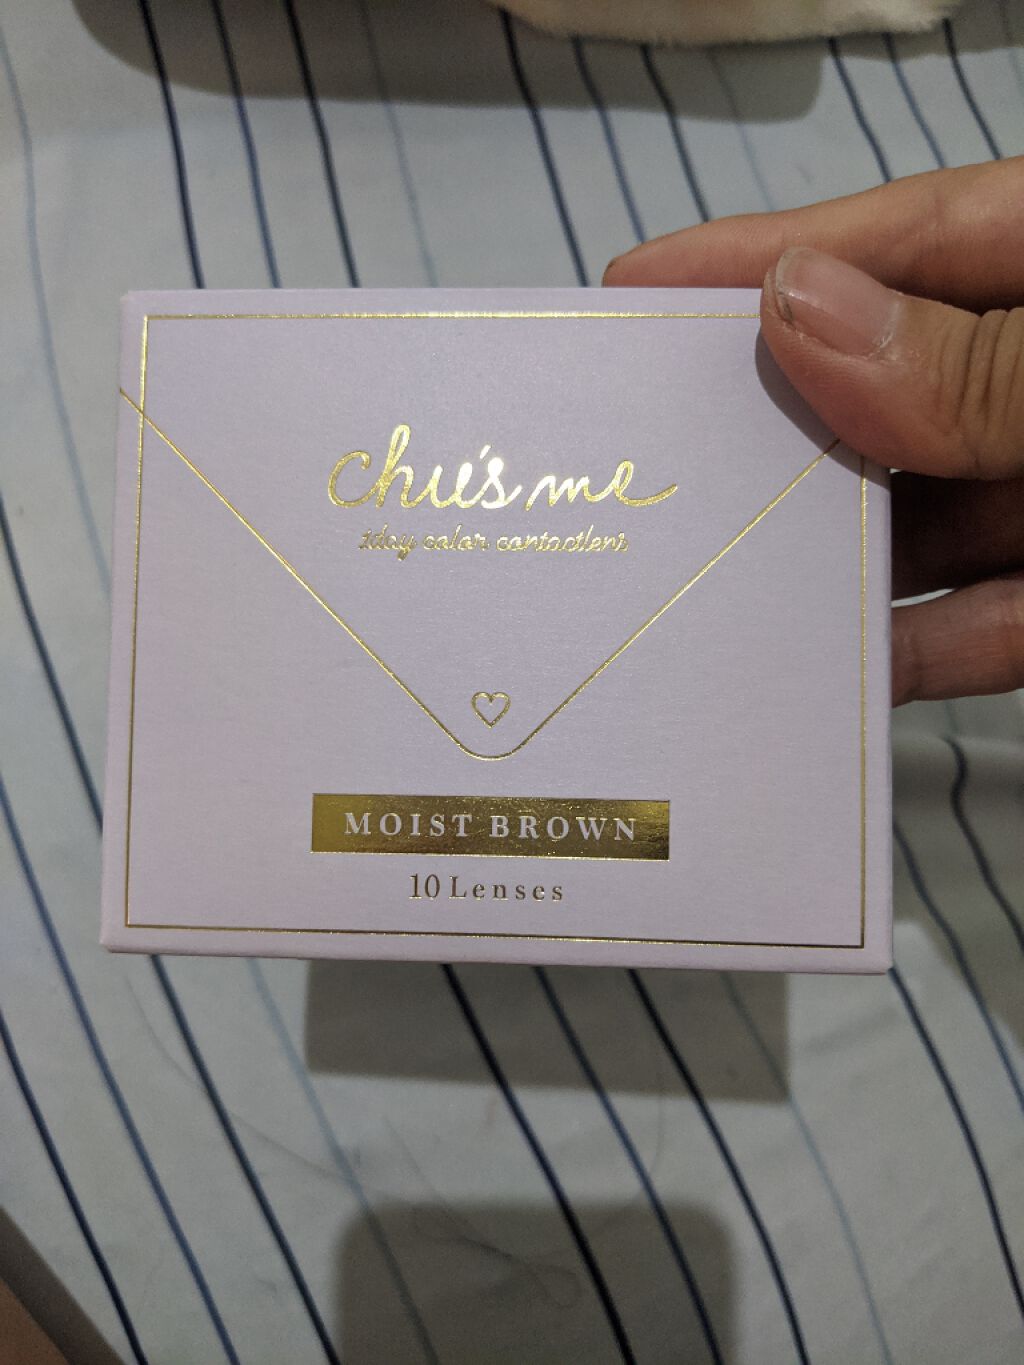 chu's me
1day color contactlens
MOIST BROWN
10 Lenses